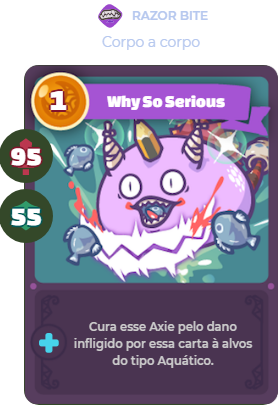 RAZOR BITE
Corpo a corpo
1
Why So Serious
95
55
Cura esse Axie pelo dano
infligido por essa carta à alvos
do tipo Aquático.